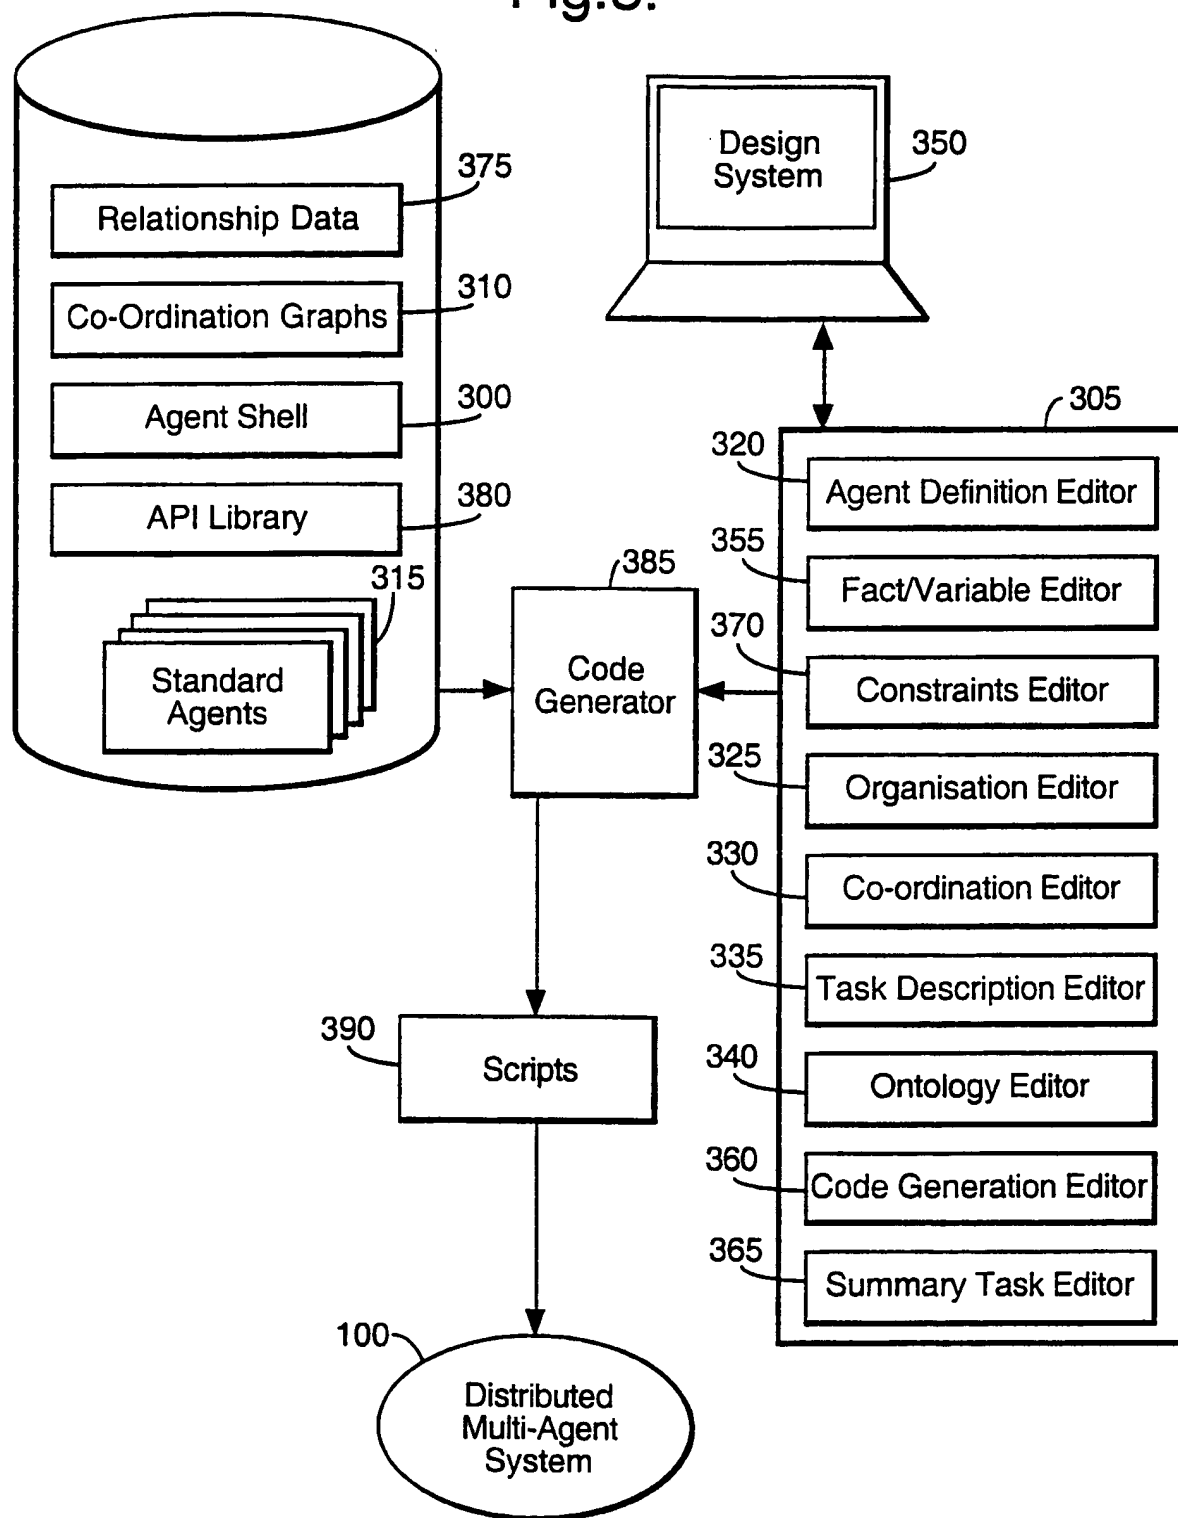 Design
System
350
375
Relationship Data
310
Co-Ordination Graphs
300
Agent Shell
380
API Library
315
Standard
Agents
385
Code
Generator
305
320
Agent Definition Editor
355
Fact/Variable Editor
370
Constraints Editor
325
Organisation Editor
330
Co-ordination Editor
335
Task Description Editor
340
Ontology Editor
360
Code Generation Editor
365
Summary Task Editor
390
Scripts
100
Distributed
Multi-Agent
System